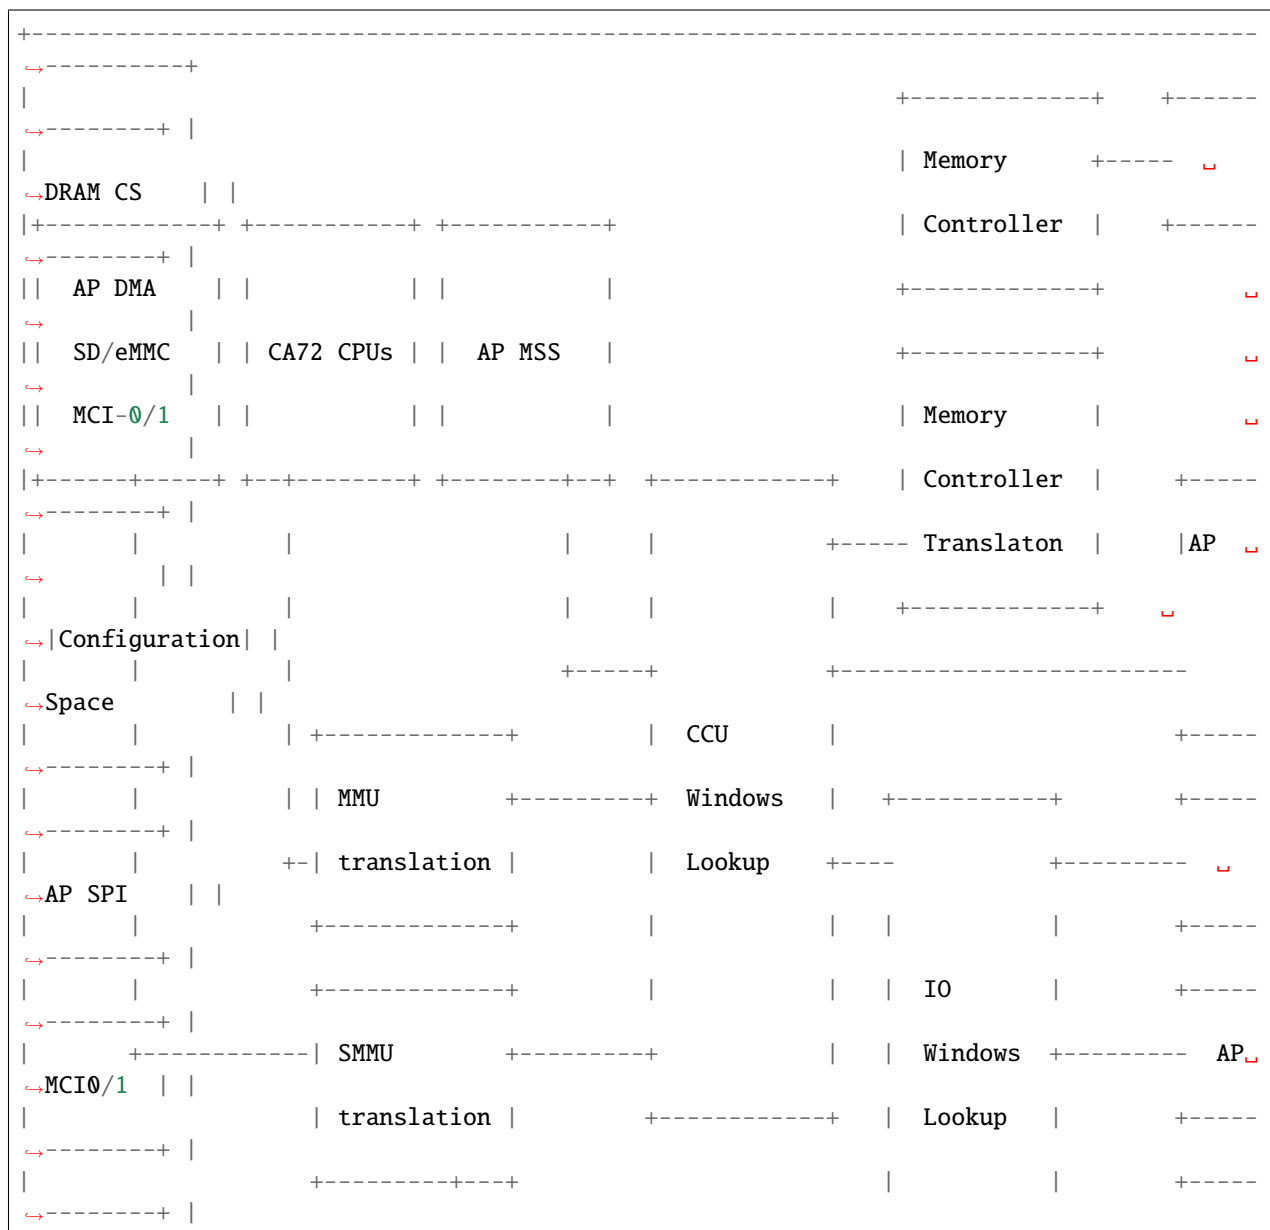 +----------------------------------------------------------------------------------------
↪----------+
|                                                              +-------------+    +------
↪--------+ |
|                                                              | Memory      +-----  ␣
↪DRAM CS    | |
|+------------+ +-----------+ +-----------+                    | Controller  |    +------
↪--------+ |
||  AP DMA    | |           | |           |                    +-------------+          ␣
↪          |
||  SD/eMMC   | | CA72 CPUs | |  AP MSS   |                    +-------------+          ␣
↪          |
||  MCI-0/1   | |           | |           |                    | Memory      |          ␣
↪          |
|+------+-----+ +--+--------+ +--------+--+  +------------+    | Controller  |     +-----
↪--------+ |
|       |          |                   |     |            +----- Translaton  |     |AP  ␣
↪        | |
|       |          |                   |     |            |    +-------------+    ␣
↪|Configuration| |
|       |          |                   +-----+            +-------------------------
↪Space        | |
|       |          | +-------------+         |  CCU       |                        +-----
↪--------+ |
|       |          | | MMU         +---------+  Windows   |   +-----------+        +-----
↪--------+ |
|       |          +-| translation |         |  Lookup    +----           +---------  ␣
↪AP SPI    | |
|       |            +-------------+         |            |   |           |        +-----
↪--------+ |
|       |            +-------------+         |            |   |  IO       |        +-----
↪--------+ |
|       +------------| SMMU        +---------+            |   |  Windows  +---------  AP␣
↪MCI0/1  | |
|                    | translation |         +------------+   |  Lookup   |        +-----
↪--------+ |
|                    +---------+---+                          |           |        +-----
↪--------+ |